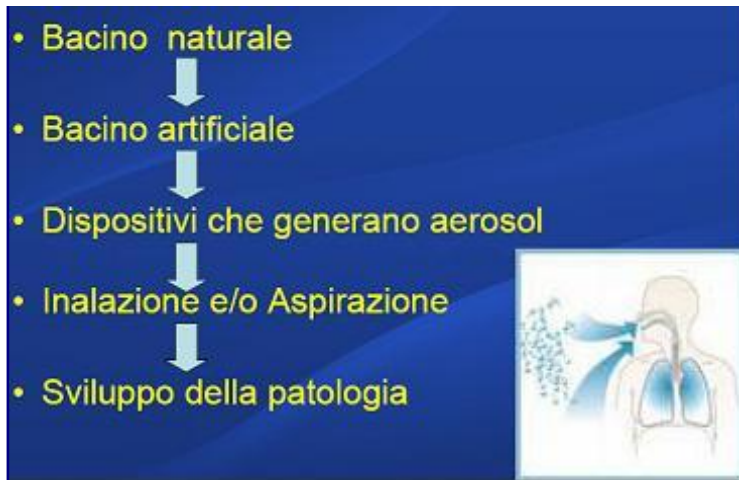 • Bacino naturale
• Bacino artificiale
• Dispositivi che generano aerosol
• Inalazione e/o Aspirazione
• Sviluppo della patologia